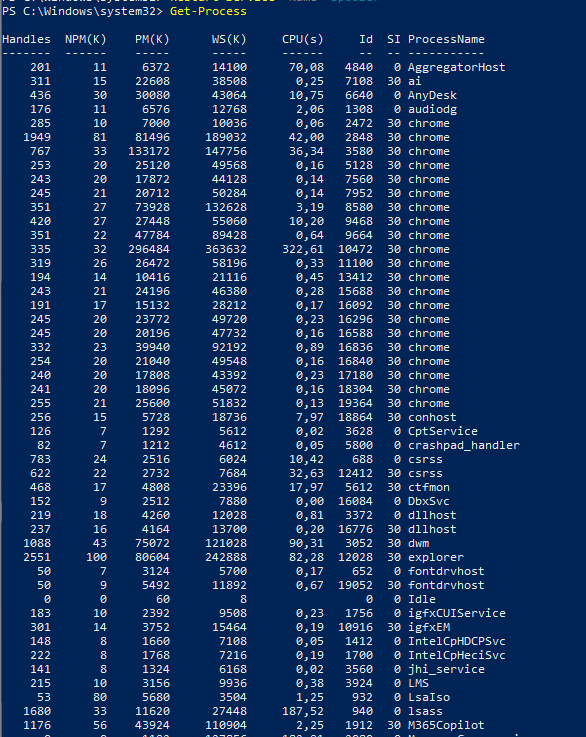 PS C:\Windows\system32> Get-Process
Handles NPM(K) PM(K) WS(K) CPU(s) Id SI ProcessName
------- ------ ----- ----- ------ -- -- -----------
201 11 6372 14100 70,08 4840 0 AggregatorHost
311 15 22608 38508 0,25 7108 30 ai
436 30 30080 43064 10,75 6640 0 AnyDesk
176 11 6576 12768 2,06 1308 0 audiodg
285 10 7000 10036 0,06 2472 30 chrome
1949 81 81496 189032 42,00 2848 30 chrome
767 33 133172 147756 36,34 3580 30 chrome
253 20 25120 49568 0,16 5128 30 chrome
243 20 17872 44128 0,14 7560 30 chrome
245 21 20712 50284 0,14 7952 30 chrome
351 27 73928 132628 3,19 8580 30 chrome
420 27 27448 55060 10,20 9468 30 chrome
351 22 47784 89428 0,64 9664 30 chrome
335 32 296484 363632 322,61 10472 30 chrome
319 26 26472 58196 0,33 11100 30 chrome
194 14 10416 21116 0,45 13412 30 chrome
243 21 24196 46380 0,28 15688 30 chrome
191 17 15132 28212 0,17 16092 30 chrome
245 20 23772 49720 0,23 16296 30 chrome
245 20 20196 47732 0,16 16588 30 chrome
332 23 39940 92192 0,89 16836 30 chrome
254 20 21040 49548 0,16 16840 30 chrome
240 20 17808 43392 0,23 17180 30 chrome
241 20 18096 45072 0,16 18304 30 chrome
255 21 25600 51832 0,13 19364 30 chrome
256 15 5728 18736 7,97 18864 30 conhost
126 7 1292 5612 0,02 3628 0 CptService
82 7 1212 4612 0,05 5800 0 crashpad_handler
783 24 2516 6024 10,42 688 0 csrss
622 22 2732 7684 32,63 12412 30 csrss
468 17 4808 23396 17,97 5612 30 ctfmon
152 9 2512 7880 0,00 16084 0 DbxSvc
219 18 4260 12028 0,81 3372 0 dllhost
237 16 4164 13700 0,20 16776 30 dllhost
1088 43 75072 121028 90,31 3052 30 dwm
2551 100 80604 242888 82,28 12028 30 explorer
50 7 3124 5700 0,17 652 0 fontdrvhost
50 9 5492 11892 0,67 19052 30 fontdrvhost
0 0 60 8 0 0 Idle
183 10 2392 9508 0,23 1756 0 igfxCUIService
301 14 3752 15464 0,19 10916 30 igfxEM
148 8 1660 7108 0,05 1412 0 IntelCpHDCPSvc
222 8 1768 7216 0,19 1700 0 IntelCpHeciSvc
141 8 1324 6168 0,02 3560 0 jhi_service
215 10 3156 9936 0,38 3924 0 LMS
53 80 5680 3504 1,25 932 0 LsaIso
1680 33 11620 27448 187,52 940 0 lsass
1176 56 43924 110904 2,25 1912 30 M365Copilot